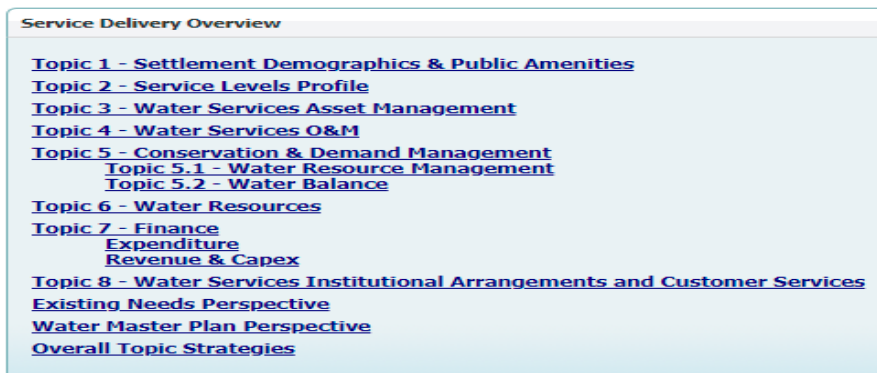 Service Delivery Overview
Topic 1 - Settlement Demographics & Public Amenities
Topic 2 - Service Levels Profile
Topic 3 - Water Services Asset Management
Topic 4 - Water Services O&M
Topic 5 - Conservation & Demand Management
Topic 5.1 - Water Resource Management
Topic 5.2 - Water Balance
Topic 6 - Water Resources
Topic 7 - Finance
Expenditure
Revenue & Capex
Topic 8 - Water Services Institutional Arrangements and Customer Services
Existing Needs Perspective
Water Master Plan Perspective
Overall Topic Strategies